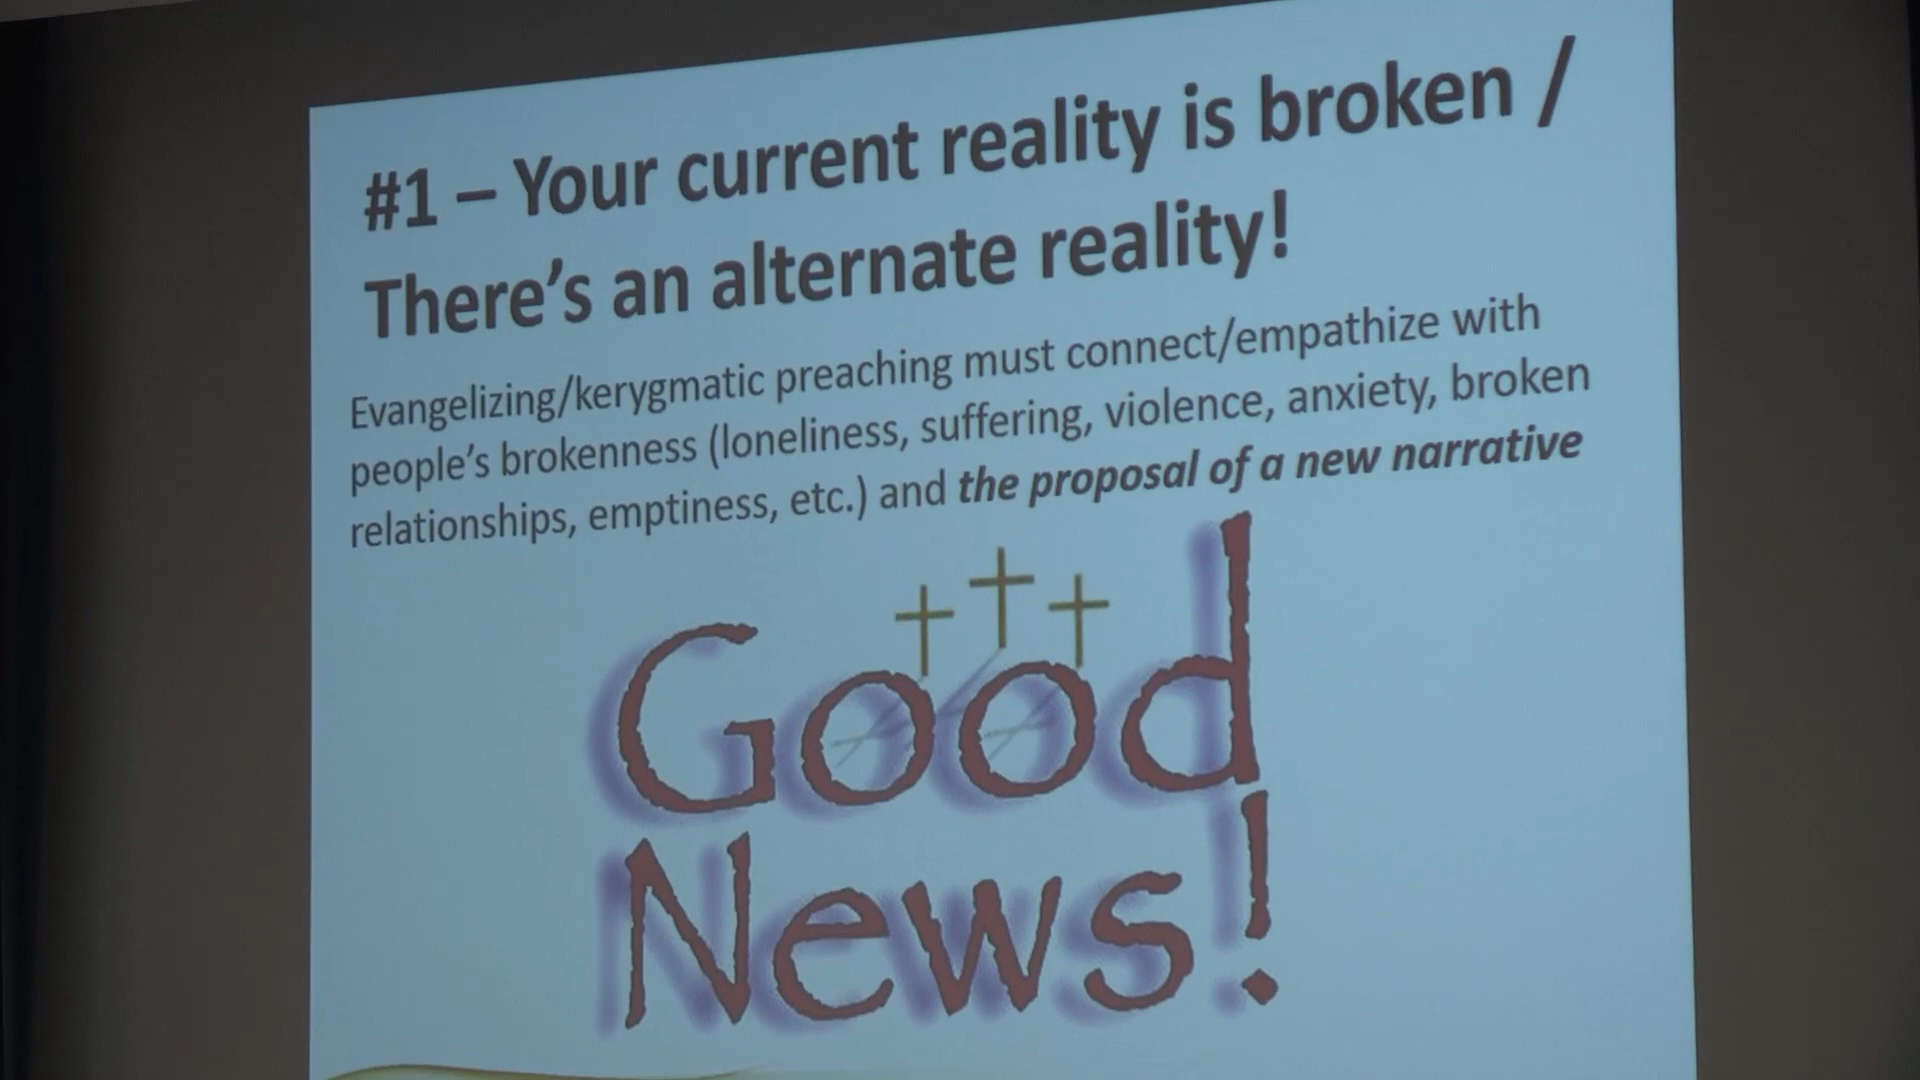 #1 – Your current reality is broken /
There's an alternate reality!
Evangelizing/kerygmatic preaching must connect/empathize with
people's brokenness (loneliness, suffering, violence, anxiety, broken
relationships, emptiness, etc.) and the proposal of a new narrative
Good
News!